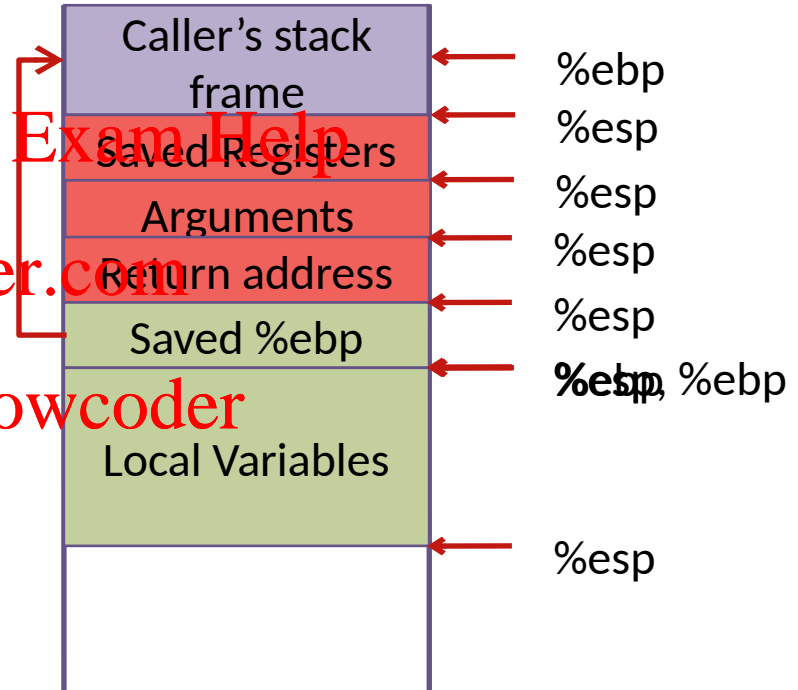 Caller’s stack
frame
%ebp
%esp
Exam Help
Saved Registers
%esp
Arguments
%esp
er.com
Return address
%esp
Saved %ebp
%esp, %ebp
owcoder
Local Variables
%esp